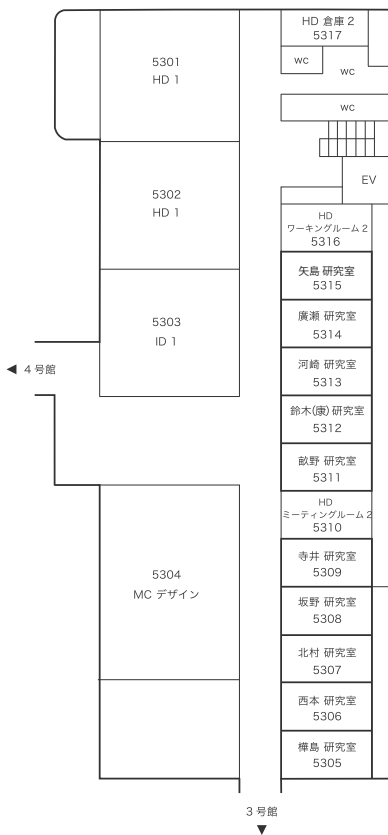 5301
HD 1
5302
HD 1
5303
ID 1
◀ 4 号館
5304
MC デザイン
HD 倉庫 2
5317
wc
wc
wc
EV
HD
ワーキングルーム 2
5316
矢島 研究室
5315
廣瀬 研究室
5314
河崎 研究室
5313
鈴木(康) 研究室
5312
畝野 研究室
5311
HD
ミーティングルーム 2
5310
寺井 研究室
5309
坂野 研究室
5308
北村 研究室
5307
西本 研究室
5306
樺島 研究室
5305
3 号館
▼